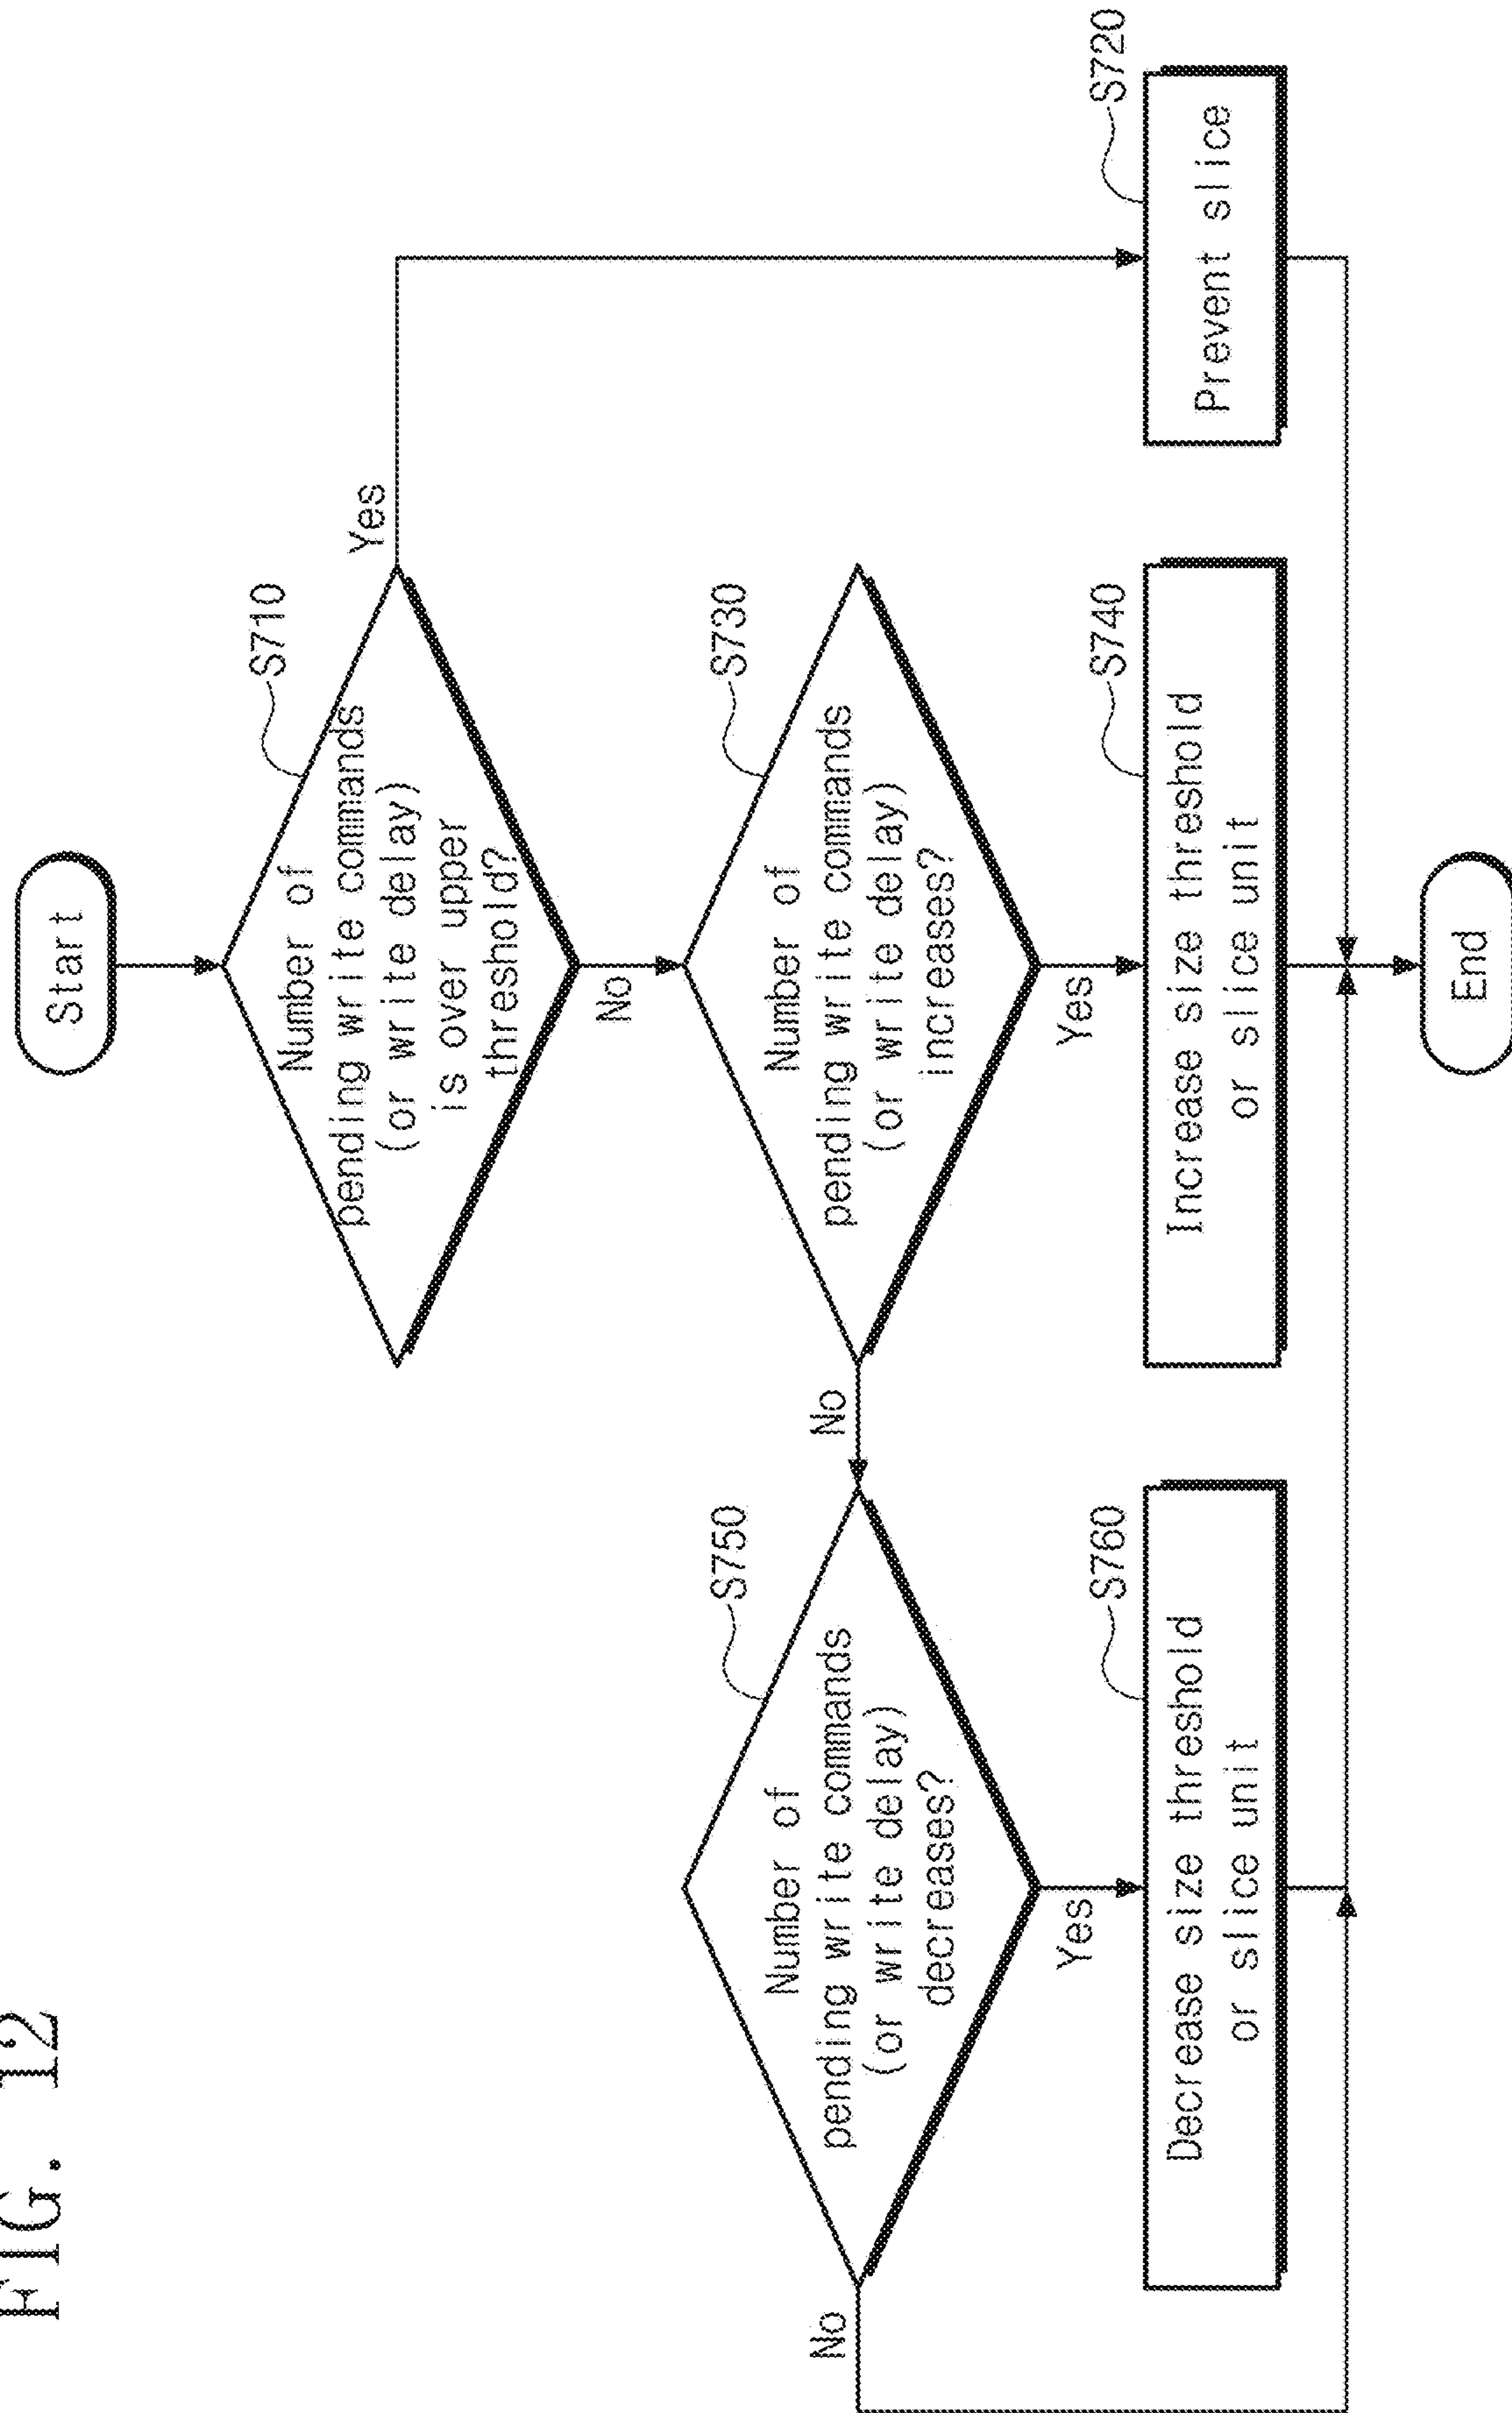 FIG. 12
Start
Number of
pending write commands
(or write delay)
is over upper
threshold?
S710
Yes
No
Number of
pending write commands
(or write delay)
increases?
S730
No
Yes
Number of
pending write commands
(or write delay)
decreases?
S750
No
Yes
Decrease size threshold
or slice unit
S760
Increase size threshold
or slice unit
S740
Prevent slice
S720
End